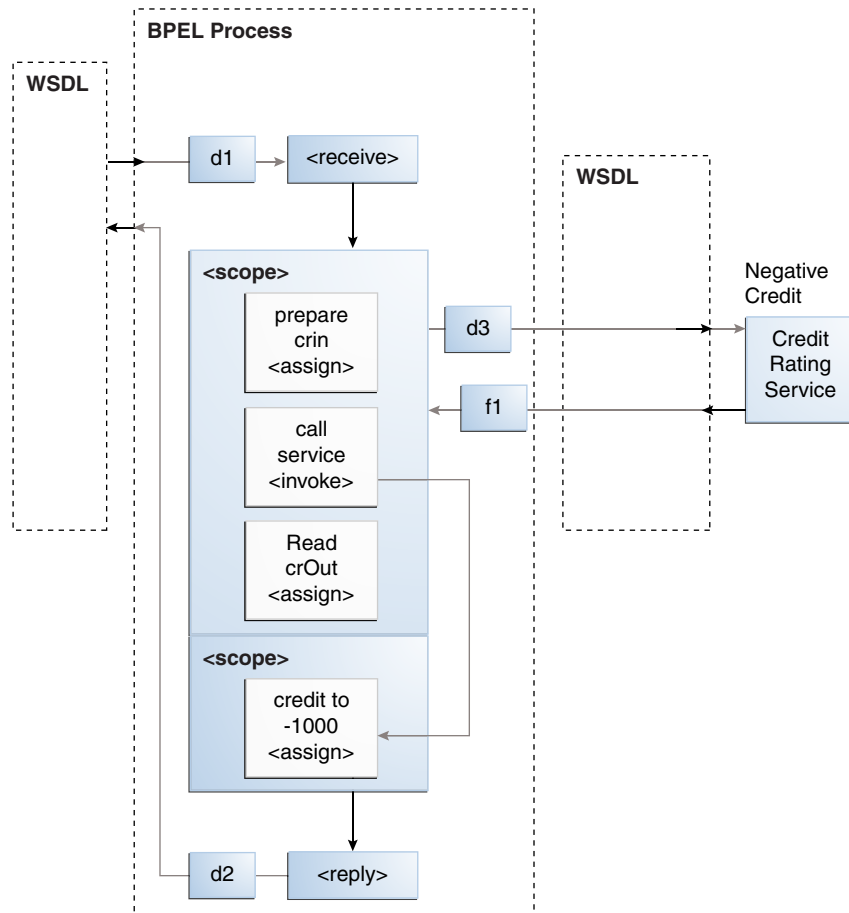 BPEL Process
WSDL
d1
<receive>
WSDL
<scope>
prepare
crin
<assign>
d3
Negative
Credit
Credit
Rating
Service
f1
call
service
<invoke>
Read
crOut
<assign>
<scope>
credit to
-1000
<assign>
d2
<reply>